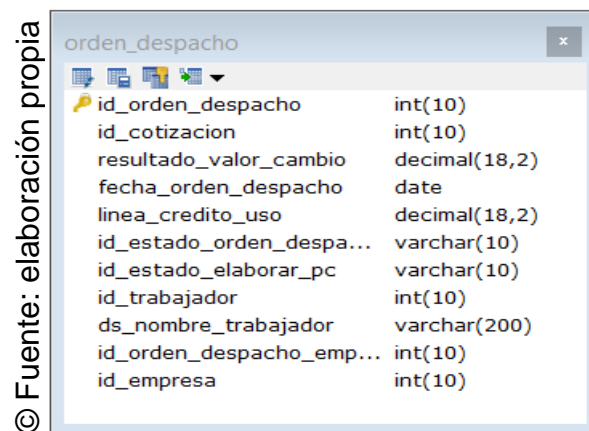 © Fuente: elaboración propia
orden_despacho
x
id_orden_despacho int(10)
id_cotizacion int(10)
resultado_valor_cambio decimal(18,2)
fecha_orden_despacho date
linea_credito_uso decimal(18,2)
id_estado_orden_despa... varchar(10)
id_estado_elaborar_pc varchar(10)
id_trabajador int(10)
ds_nombre_trabajador varchar(200)
id_orden_despacho_emp... int(10)
id_empresa int(10)